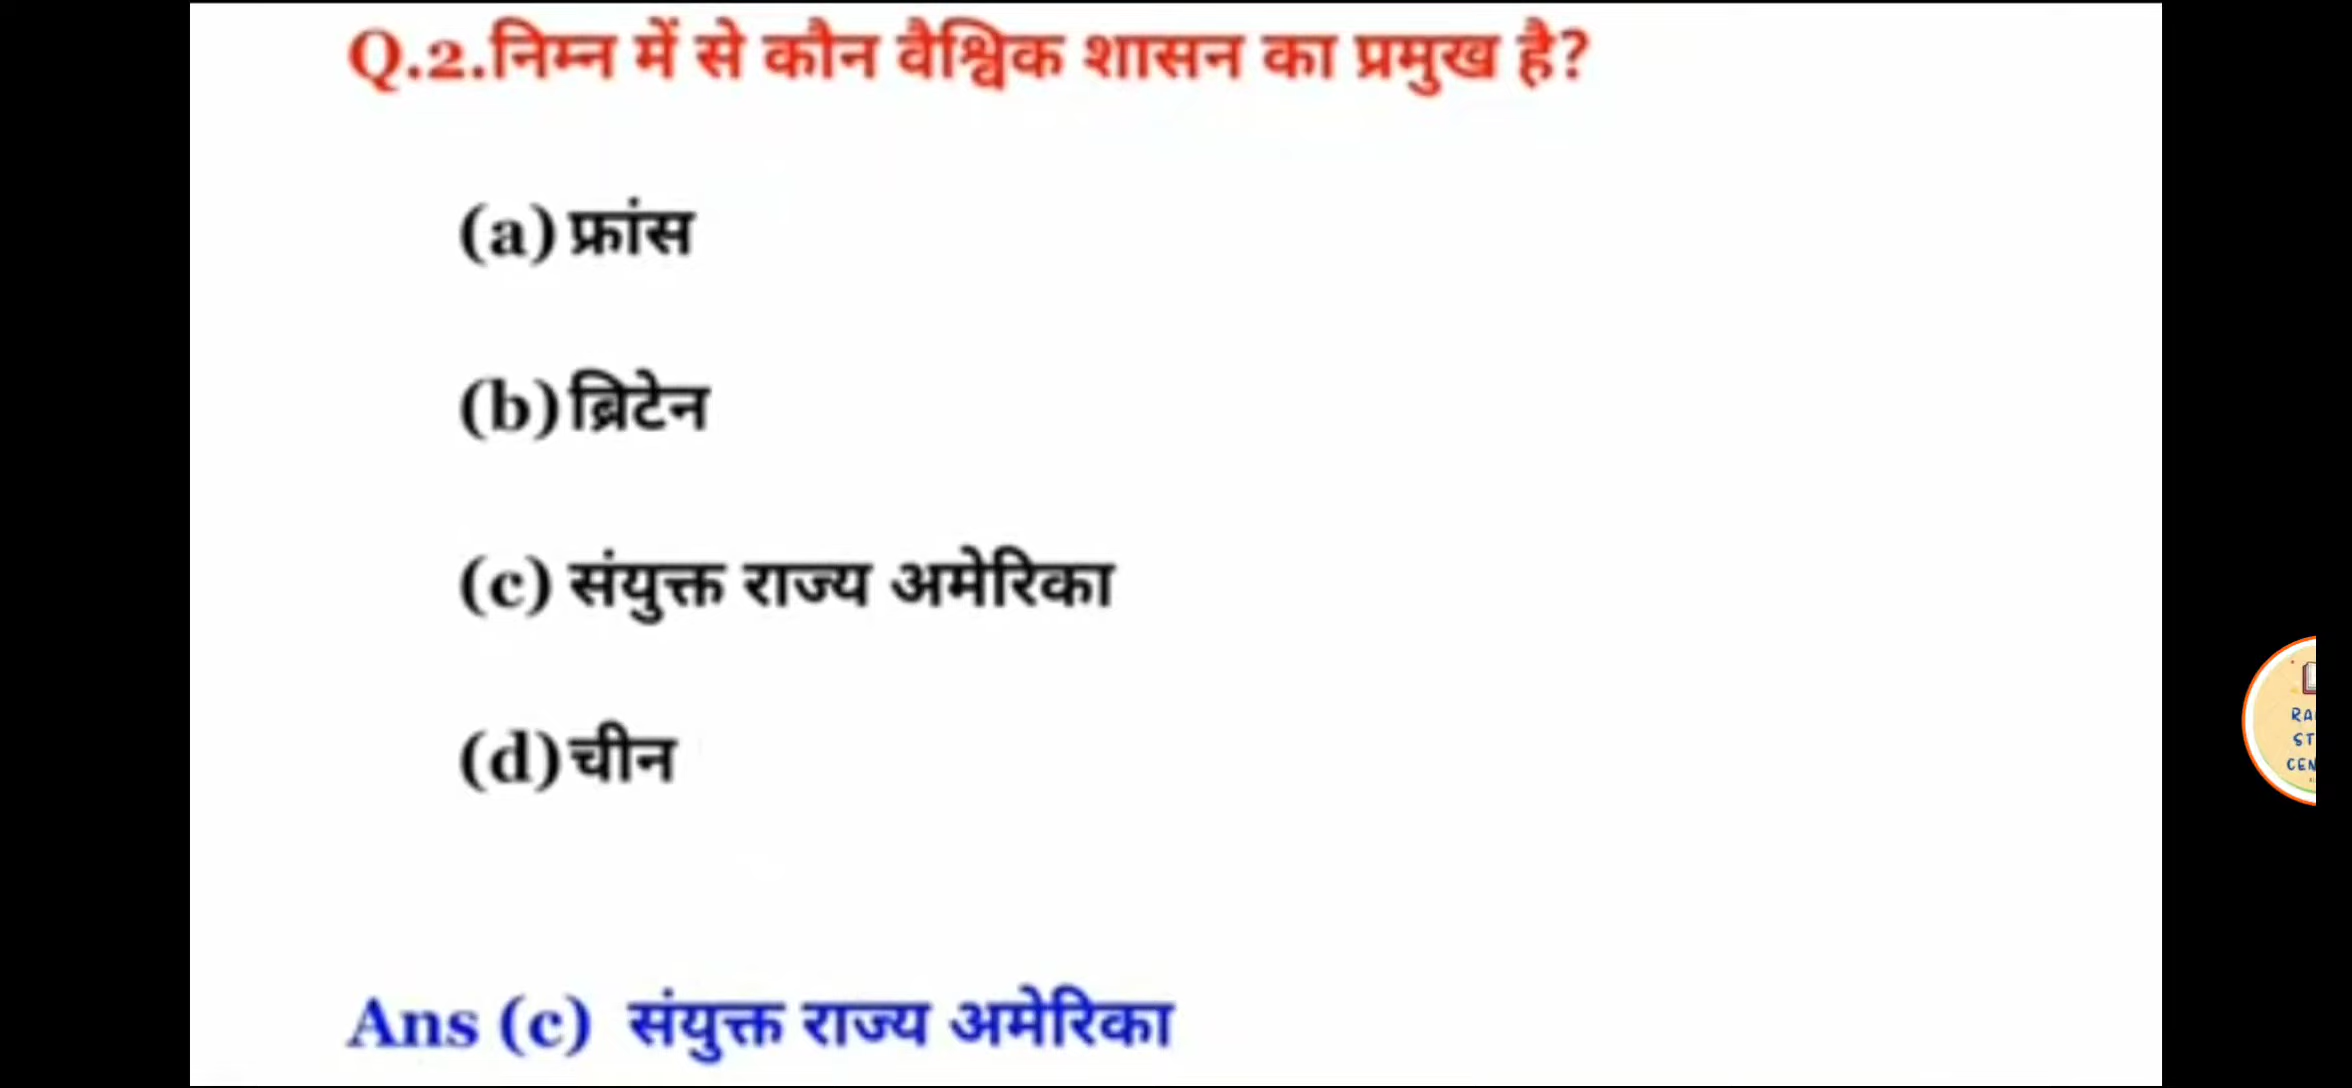 Q.2.निम्न में से कौन वैश्विक शासन का प्रमुख है?
(a) फ्रांस
(b) ब्रिटेन
(c) संयुक्त राज्य अमेरिका
(d) चीन
Ans (c) संयुक्त राज्य अमेरिका